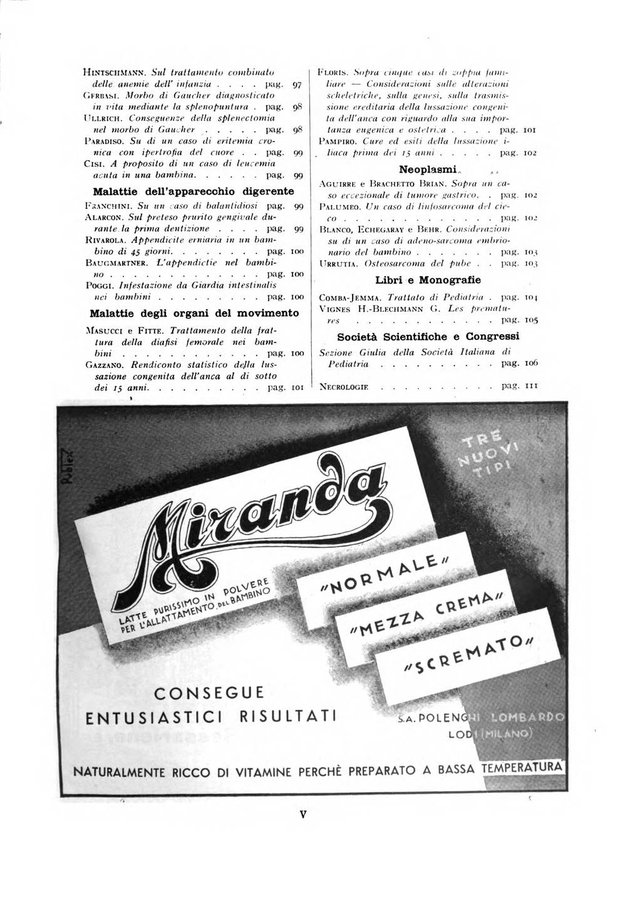 HINTSCHMANN. Sul trattamento combinato
delle anemie dell' infanzia . . . . pag. 97
GERBASI. Morbo di Gaucher diagnosticato
in vita mediante la splenopuntura . pag. 98
ULLRICH. Conseguenze della splenectomia
nel morbo di Gaucher . . . . . pag. 98
PARADISO. Su di un caso di eritemia cro-
nica con ipertrofia del cuore . . pag. 99
CISI. A proposito di un caso di leucemia
acuta in una bambina. . . . . . pag. 99
Malattie dell'apparecchio digerente
FRANCHINI. Su un caso di balantidiosi pag. 99
ALARCON. Sul preteso prurito gengivale du-
rante la prima dentizione . . . . pag. 99
RIVAROLA. Appendicite erniaria in un bam-
bino di 45 giorni. . . . . . . . pag. 100
BAUGMARTNER. L'appendictie nel bambi-
no . . . . . . . . . . . . pag. 100
POGGI. Infestazione da Giardia intestinalis
nei bambini . . . . . . . . . pag. 100
Malattie degli organi del movimento
MASUCCI e FITTE. Trattamento della frat-
tura della diafisi femorale nei bam-
bini . . . . . . . . . . . . pag. 100
GAZZANO. Rendiconto statistico della lus-
sazione congenita dell'anca al di sotto
dei 15 anni. . . . . . . . . . pag. 101
FLORIS. Sopra cinque casi di zoppia fami-
liare — Considerazioni sulle alterazioni
scheletriche, sulla genesi, sulla trasmis-
sione ereditaria della lussazione congeni-
ta dell'anca con riguardo alla sua impor-
tanza eugenica e ostetrica . . . . pag. 101
PAMPIRO. Cure ed esiti della lussazione i-
liaca prima dei 15 anni . . . . . pag. 102
Neoplasmi
AGUIRRE e BRACHETTO BRIAN. Sopra un ca-
so eccezionale di tumore gastrico. . pag. 102
PALUMEO. Un caso di linfosarcoma del cie-
co . . . . . . . . . . . . pag. 102
BLANCO, ECHEGARAY e BEHR. Considerazioni
su di un caso di adeno-sarcoma embrio-
nario del bambino . . . . . . pag. 103
URRUTIA. Osteosarcoma del pube . . pag. 103
Libri e Monografie
COMBA-JEMMA. Trattato di Pediatria . pag. 104
VIGNES H.-BLECHMANN G. Les prematu-
res . . . . . . . . . . . . pag. 105
Società Scientifiche e Congressi
Sezione Giulia della Società Italiana di
Pediatria . . . . . . . . . . pag. 106
NECROLOGIE . . . . . . . . . pag. 111
TRE
NUOVI
TIPI
Miranda
LATTE PURISSIMO IN POLVERE
PER L'ALLATTAMENTO DEL BAMBINO
"NORMALE"
"MEZZA CREMA"
"SCREMATO"
CONSEGUE
ENTUSIASTICI RISULTATI
S.A. POLENGHI LOMBARDO
LODI (MILANO)
NATURALMENTE RICCO DI VITAMINE PERCHÈ PREPARATO A BASSA TEMPERATURA
V